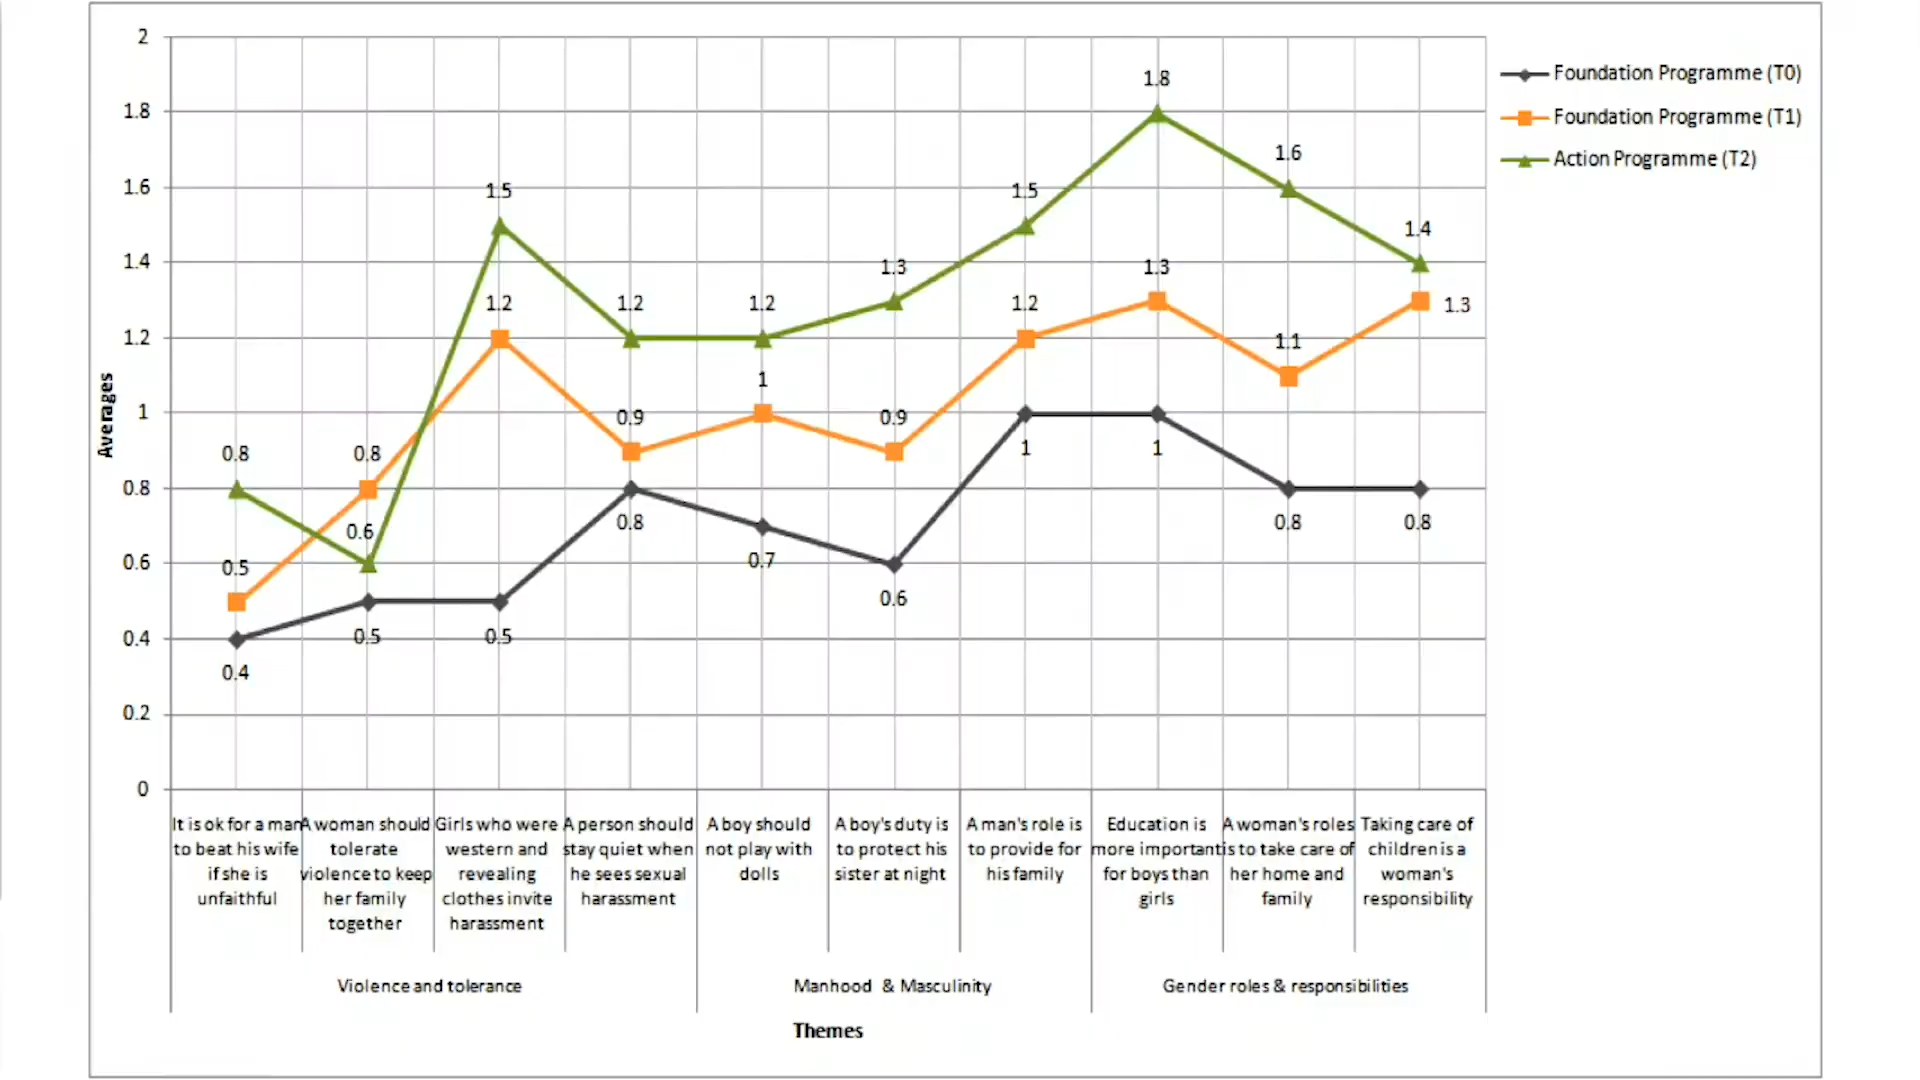 2
1.8
1.6
1.4
1.2
1
0.8
0.6
0.4
0.2
0
Averages
0.8
0.6
1.5
1.2
1.2
1.3
1.5
1.8
1.6
1.4
0.5
0.8
1.2
0.9
1
0.9
1.2
1.3
1.1
1.3
0.4
0.5
0.5
0.8
0.7
0.6
1
1
0.8
0.8
Foundation Programme (T0)
Foundation Programme (T1)
Action Programme (T2)
It is ok for a man
to beat his wife
if she is
unfaithful
A woman should
tolerate
violence to keep
her family
together
Girls who were
western and
revealing
clothes invite
harassment
A person should
stay quiet when
he sees sexual
harassment
A boy should
not play with
dolls
A boy's duty is
to protect his
sister at night
A man's role is
to provide for
his family
Education is
more important
for boys than
girls
A woman's roles
is to take care of
her home and
family
Taking care of
children is a
woman's
responsibility
Violence and tolerance
Manhood & Masculinity
Gender roles & responsibilities
Themes